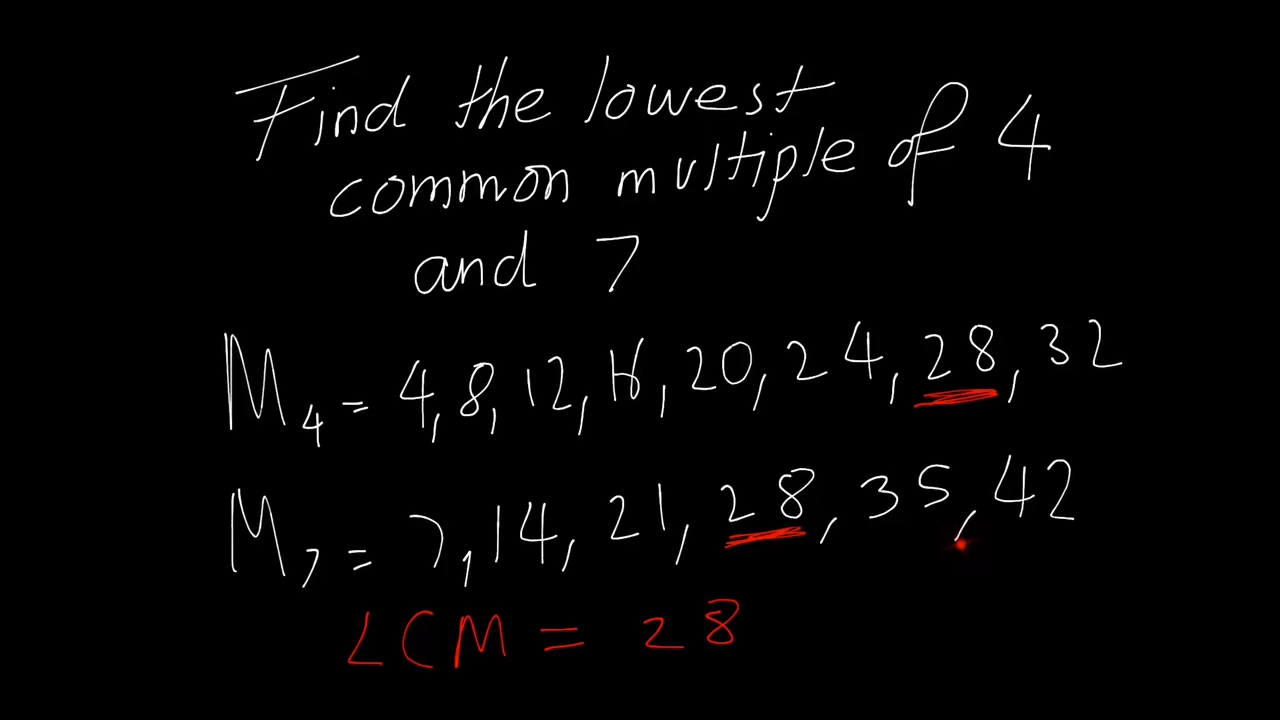 Find the lowest
common multiple of 4
and 7
M₄ = 4, 8, 12, 16, 20, 24, 28, 32
M₇ = 7, 14, 21, 28, 35, 42
LCM = 28